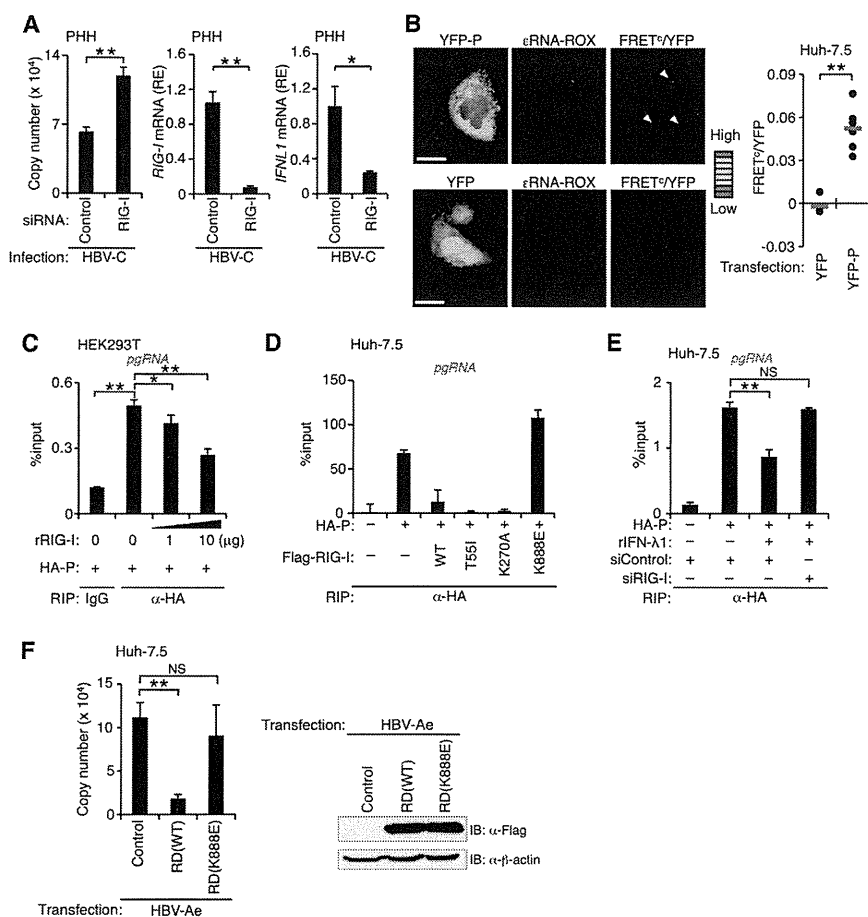 A
PHH
**
Copy number (x 10⁴)
14
7
0
siRNA:
Control
RIG-I
Infection:
HBV-C
PHH
**
RIG-I mRNA (RE)
1.6
1.2
0.8
0.4
0
Control
RIG-I
HBV-C
PHH
*
IFNL1 mRNA (RE)
1.6
1.2
0.8
0.4
0
Control
RIG-I
HBV-C
B
YFP-P
εRNA-ROX
FRETᶜ/YFP
YFP
εRNA-ROX
FRETᶜ/YFP
High
Low
Huh-7.5
**
FRETᶜ/YFP
0.09
0.06
0.03
0
-0.03
Transfection:
YFP
YFP-P
C
HEK293T
pgRNA
**
*
**
%input
0.6
0.3
0
rRIG-I: 0 0 1 10 (μg)
HA-P: + + + +
RIP: IgG α-HA
D
Huh-7.5
pgRNA
%input
150
100
50
0
HA-P: – + + + + +
Flag-RIG-I: – – WT T55I K270A K888E
RIP: α-HA
E
Huh-7.5
pgRNA
NS
**
%input
2
1
0
HA-P: – + + +
rIFN-λ1: – – + +
siControl: + + + –
siRIG-I: – – – +
RIP: α-HA
F
Huh-7.5
NS
**
Copy number (x 10⁴)
15
10
5
0
Control
RD(WT)
RD(K888E)
Transfection:
HBV-Ae
Transfection:
HBV-Ae
Control
RD(WT)
RD(K888E)
IB: α-Flag
IB: α-β-actin